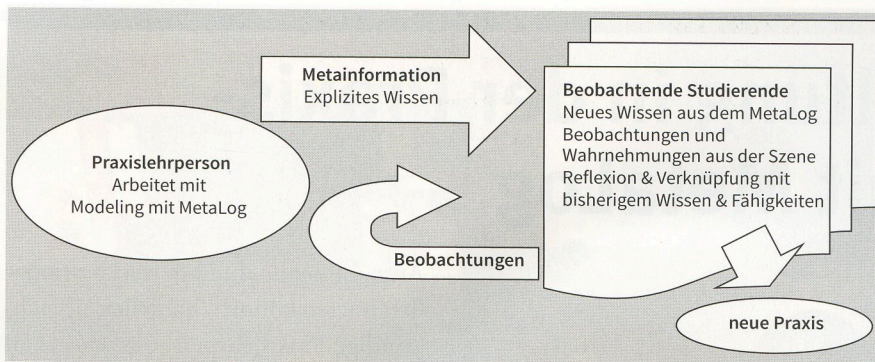 Metainformation
Explizites Wissen
Praxislehrperson
Arbeitet mit
Modeling mit MetaLog
Beobachtende Studierende
Neues Wissen aus dem MetaLog
Beobachtungen und
Wahrnehmungen aus der Szene
Reflexion & Verknüpfung mit
bisherigem Wissen & Fähigkeiten
Beobachtungen
neue Praxis